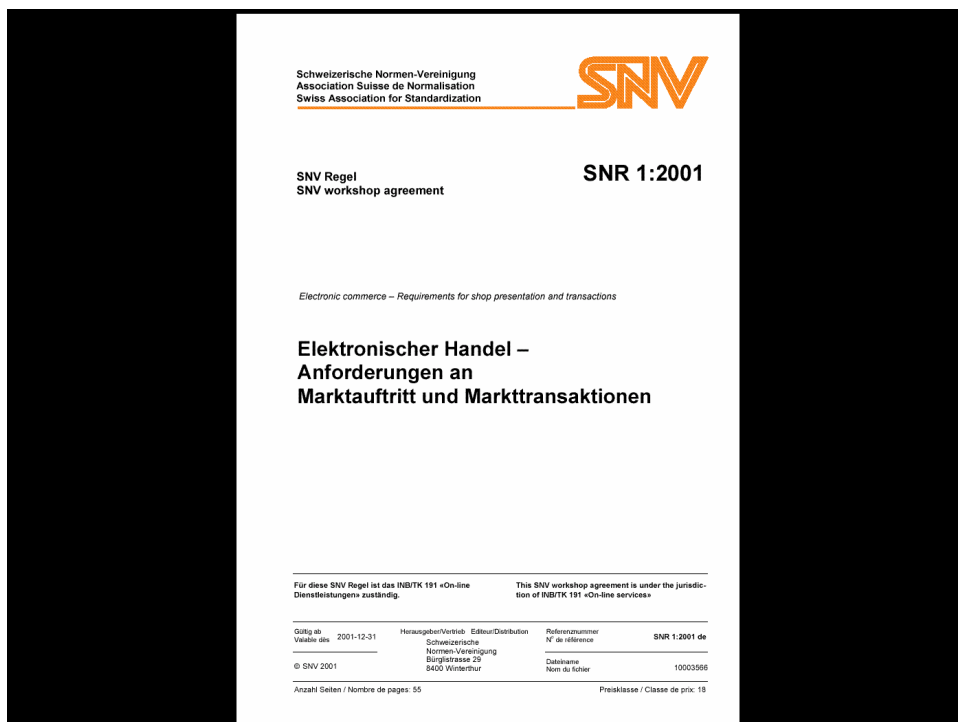 Schweizerische Normen-Vereinigung
Association Suisse de Normalisation
Swiss Association for Standardization
SNV
SNV Regel
SNV workshop agreement
SNR 1:2001
Electronic commerce – Requirements for shop presentation and transactions
Elektronischer Handel –
Anforderungen an
Marktauftritt und Markttransaktionen
Für diese SNV Regel ist das INB/TK 191 «On-line
Dienstleistungen» zuständig.
This SNV workshop agreement is under the jurisdic-
tion of INB/TK 191 «On-line services»
Gültig ab
Valable dès
2001-12-31
© SNV 2001
Herausgeber/Vertrieb Editeur/Distribution
Schweizerische
Normen-Vereinigung
Bürglistrasse 29
8400 Winterthur
Referenznummer
N° de référence
SNR 1:2001 de
Dateiname
Nom du fichier
10003566
Anzahl Seiten / Nombre de pages: 55
Preisklasse / Classe de prix: 18